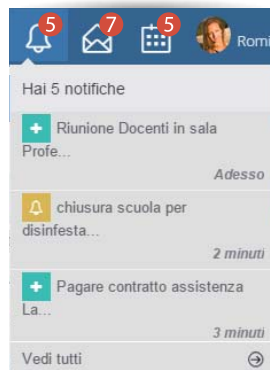 5 7 5
Romi
Hai 5 notifiche
Riunione Docenti in sala
Profe...
Adesso
chiusura scuola per
disinfesta...
2 minuti
Pagare contratto assistenza
La...
3 minuti
Vedi tutti